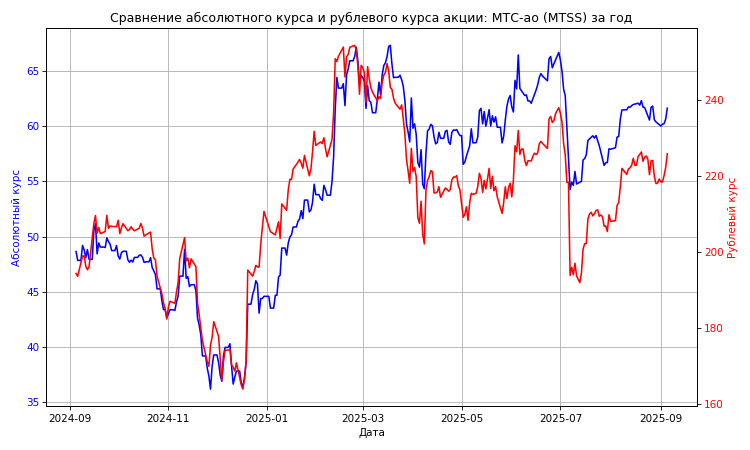 Сравнение абсолютного курса и рублевого курса акции: МТС-ао (MTSS) за год
Абсолютный курс
65
60
55
50
45
40
35
240
220
200
180
160
Рублевый курс
2024-09 2024-11 2025-01 2025-03 2025-05 2025-07 2025-09
Дата